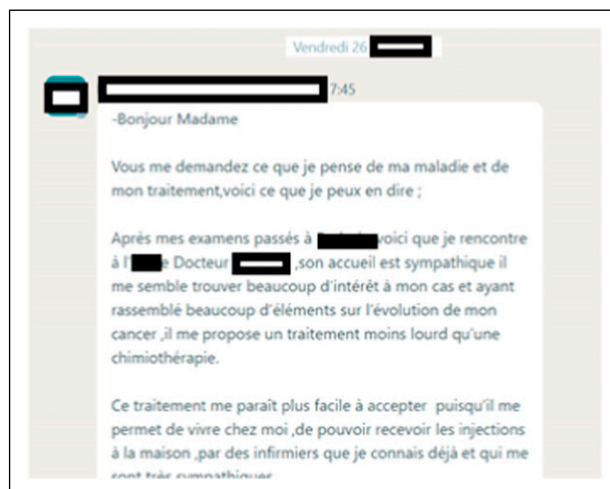 Vendredi 26
7:45
-Bonjour Madame
Vous me demandez ce que je pense de ma maladie et de
mon traitement,voici ce que je peux en dire ;
Après mes examens passés à voici que je rencontre
à l' e Docteur ,son accueil est sympathique il
me semble trouver beaucoup d'intérêt à mon cas et ayant
rassemblé beaucoup d'éléments sur l'évolution de mon
cancer ,il me propose un traitement moins lourd qu'une
chimiothérapie.
Ce traitement me paraît plus facile à accepter puisqu'il me
permet de vivre chez moi ,de pouvoir recevoir les injections
à la maison ,par des infirmiers que je connais déjà et qui me
sont très sympathiques